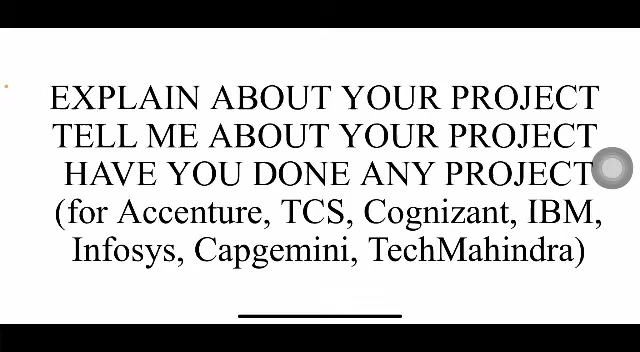 EXPLAIN ABOUT YOUR PROJECT
TELL ME ABOUT YOUR PROJECT
HAVE YOU DONE ANY PROJECT
(for Accenture, TCS, Cognizant, IBM,
Infosys, Capgemini, TechMahindra)